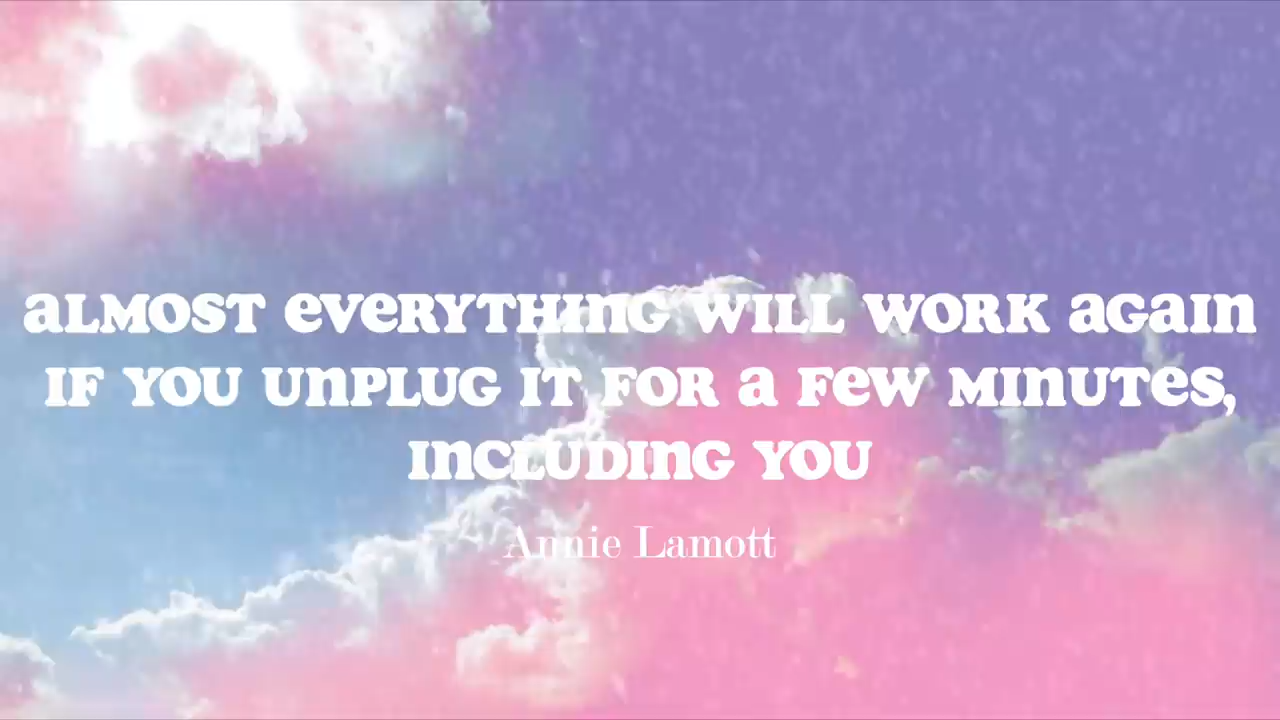 ALMOST EVERYTHING WILL WORK AGAIN
IF YOU UNPLUG IT FOR A FEW MINUTES,
INCLUDING YOU
Annie Lamott